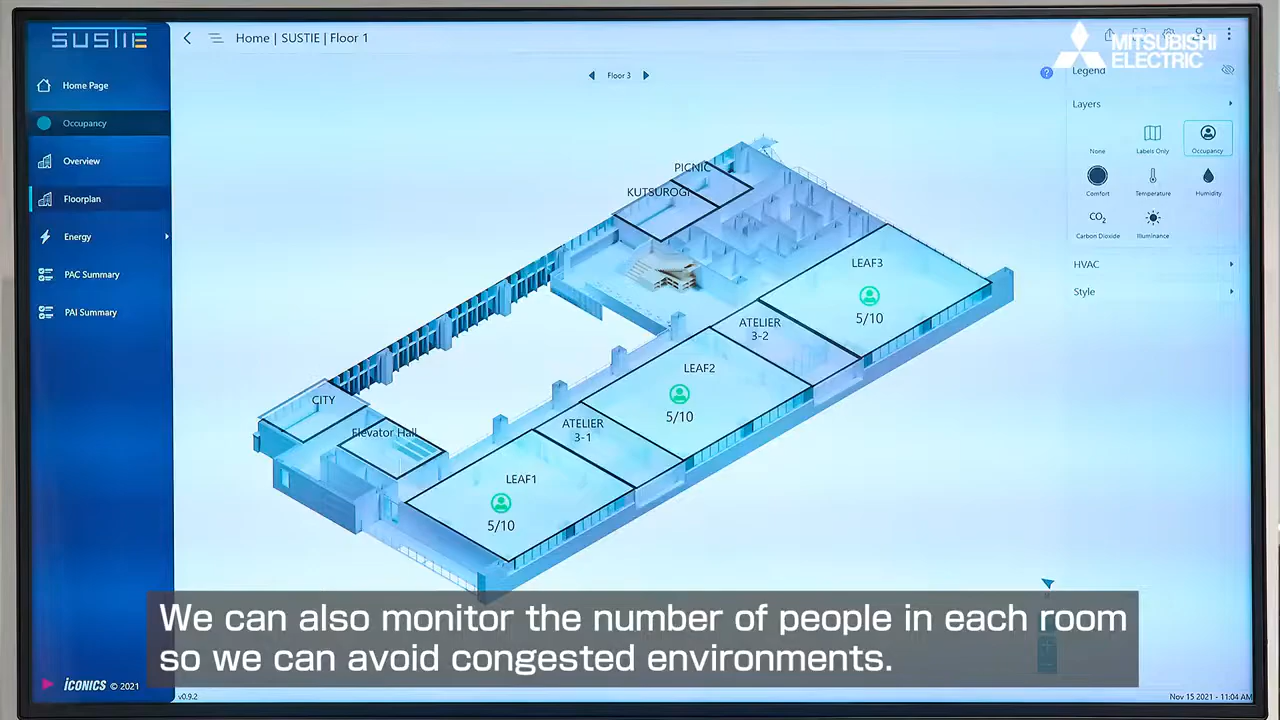 SUSTIE
Home | SUSTIE | Floor 1
MITSUBISHI
ELECTRIC
Home Page
Occupancy
Overview
Floorplan
Energy
PAC Summary
PAI Summary
Floor 3
Legend
Layers
None
Labels Only
Occupancy
Comfort
Temperature
Humidity
CO₂
Carbon Dioxide
Illuminance
HVAC
Style
PICNIC
KUTSUROGI
LEAF3
5/10
ATELIER
3-2
LEAF2
5/10
CITY
Elevator Hall
ATELIER
3-1
LEAF1
5/10
We can also monitor the number of people in each room
so we can avoid congested environments.
ICONICS © 2021
v0.9.2
Nov 15 2021 - 11:04 AM